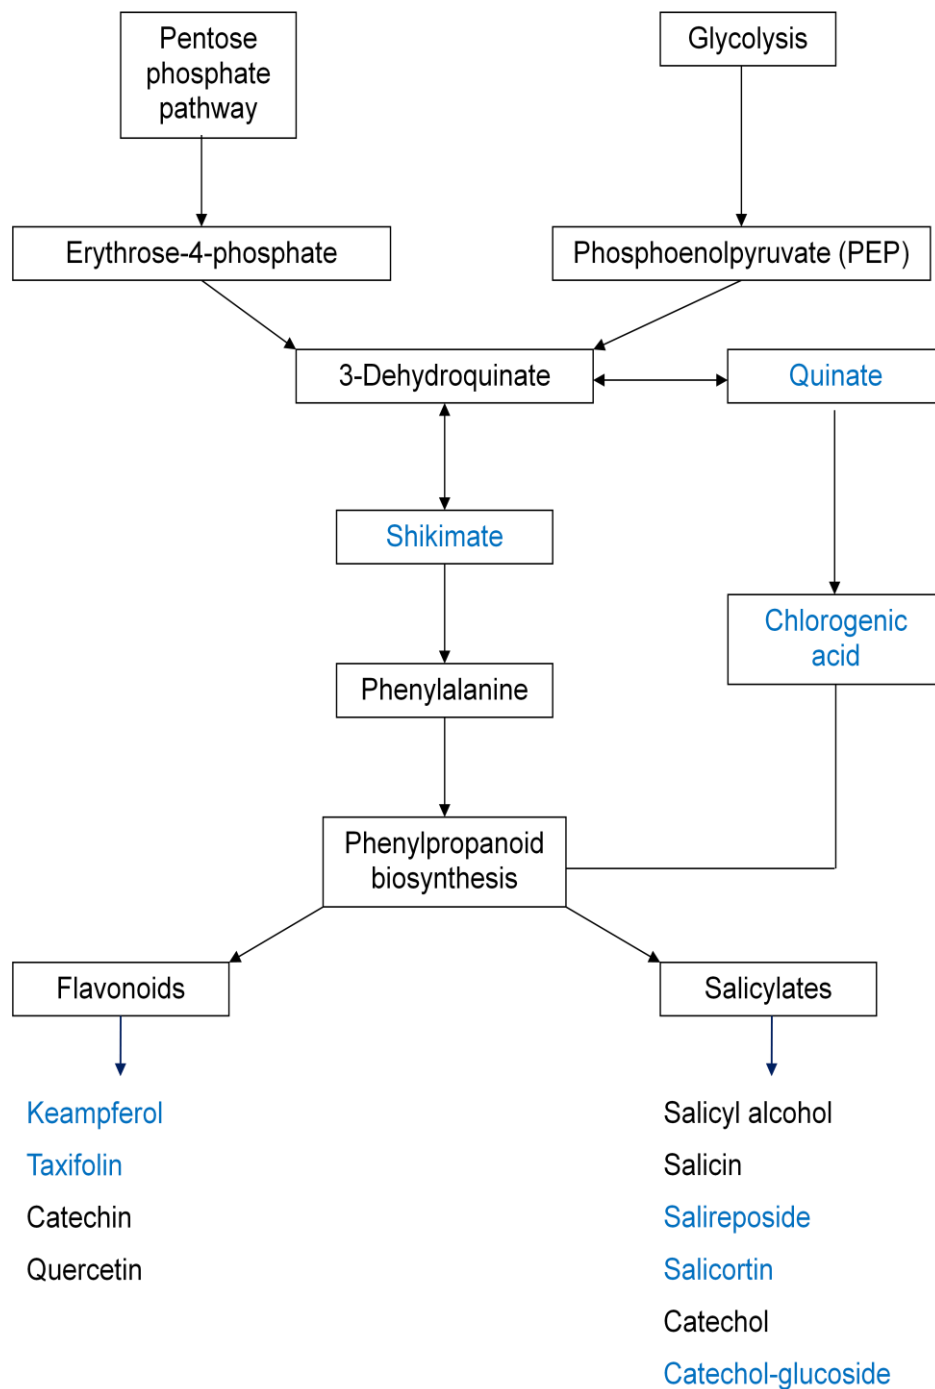 Pentose
phosphate
pathway
Glycolysis
Erythrose-4-phosphate
Phosphoenolpyruvate (PEP)
3-Dehydroquinate
Quinate
Shikimate
Chlorogenic
acid
Phenylalanine
Phenylpropanoid
biosynthesis
Flavonoids
Salicylates
Keampferol
Taxifolin
Catechin
Quercetin
Salicyl alcohol
Salicin
Salireposide
Salicortin
Catechol
Catechol-glucoside